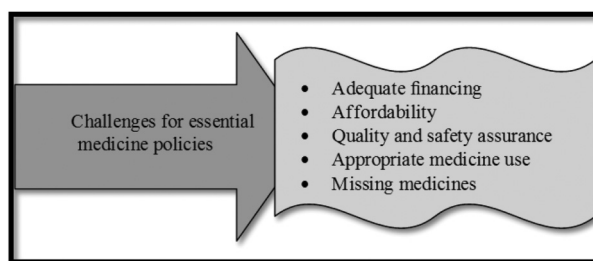 Challenges for essential
medicine policies
• Adequate financing
• Affordability
• Quality and safety assurance
• Appropriate medicine use
• Missing medicines